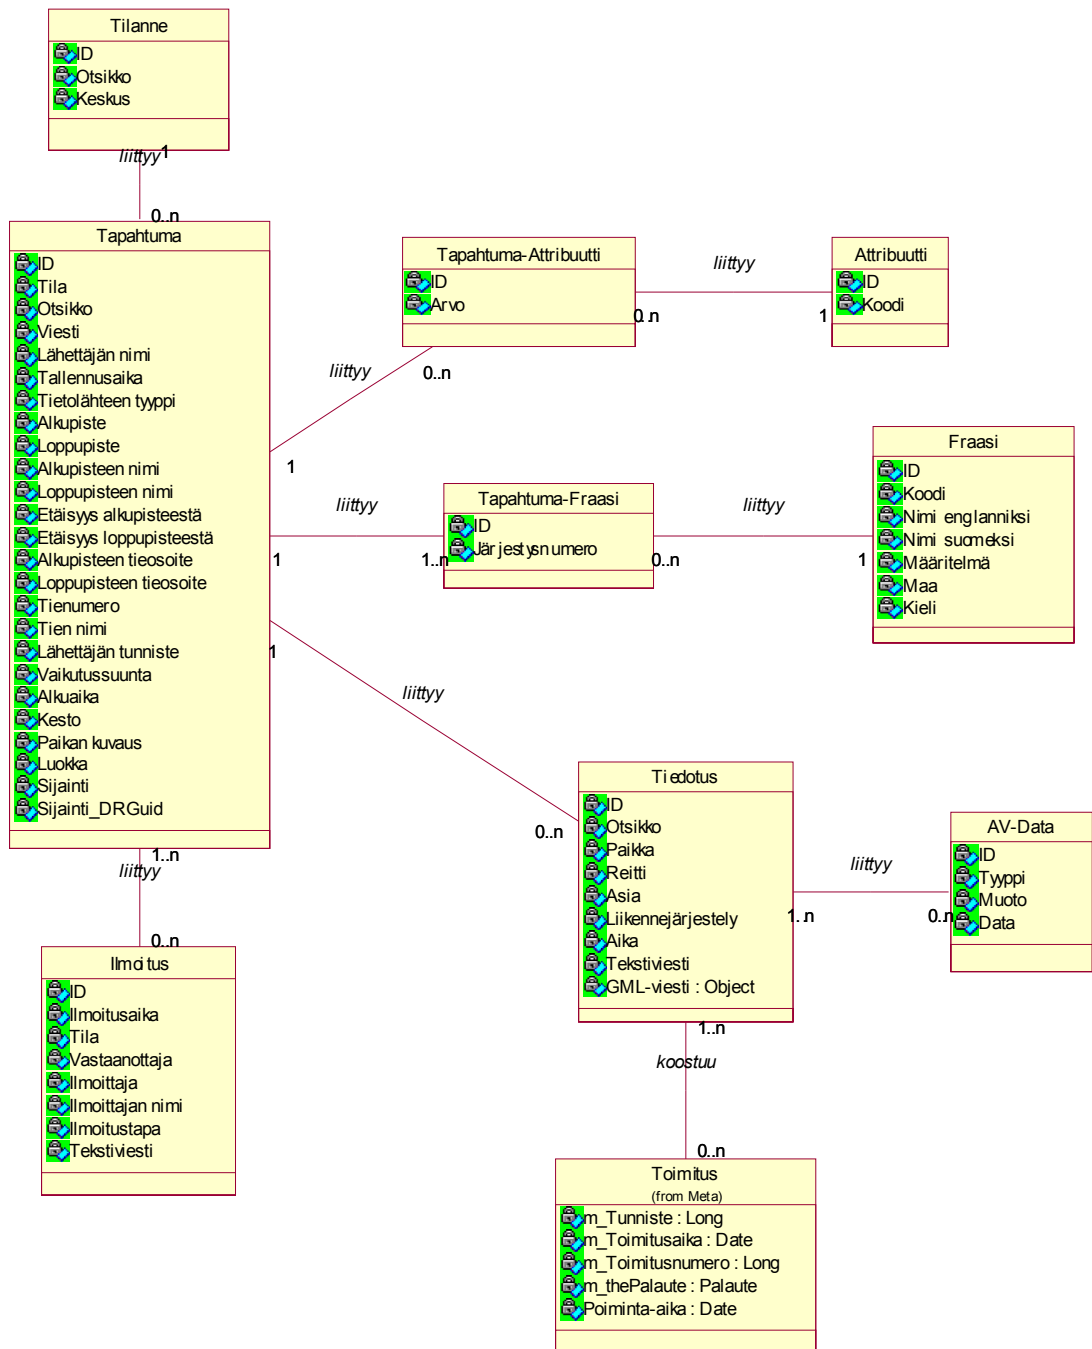 Tilanne
ID
Otsikko
Keskus
liittyy
1
0..n
Tapahtuma
ID
Tila
Otsikko
Viesti
Lähettäjän nimi
Tallennusaika
Tietolähteen tyyppi
Alkupiste
Loppupiste
Alkupisteen nimi
Loppupisteen nimi
Etäisyys alkupisteestä
Etäisyys loppupisteestä
Alkupisteen tieosoite
Loppupisteen tieosoite
Tienumero
Tien nimi
Lähettäjän tunniste
Vaikutussuunta
Alkuaika
Kesto
Paikan kuvaus
Luokka
Sijainti
Sijainti_DRGuid
1
liittyy
0..n
Tapahtuma-Attribuutti
ID
Arvo
0..n
liittyy
1
Attribuutti
ID
Koodi
1
liittyy
1..n
Tapahtuma-Fraasi
ID
Järjestysnumero
0..n
liittyy
1
Fraasi
ID
Koodi
Nimi englanniksi
Nimi suomeksi
Määritelmä
Maa
Kieli
1
liittyy
0..n
Tiedotus
ID
Otsikko
Paikka
Reitti
Asia
Liikennejärjestely
Aika
Tekstiviesti
GML-viesti : Object
1..n
liittyy
0..n
AV-Data
ID
Tyyppi
Muoto
Data
1..n
liittyy
0..n
Ilmoitus
ID
Ilmoitusaika
Tila
Vastaanottaja
Ilmoittaja
Ilmoittajan nimi
Ilmoitustapa
Tekstiviesti
1..n
koostuu
0..n
Toimitus
(from Meta)
m_Tunniste : Long
m_Toimitusaika : Date
m_Toimitusnumero : Long
m_thePalaute : Palaute
Poiminta-aika : Date